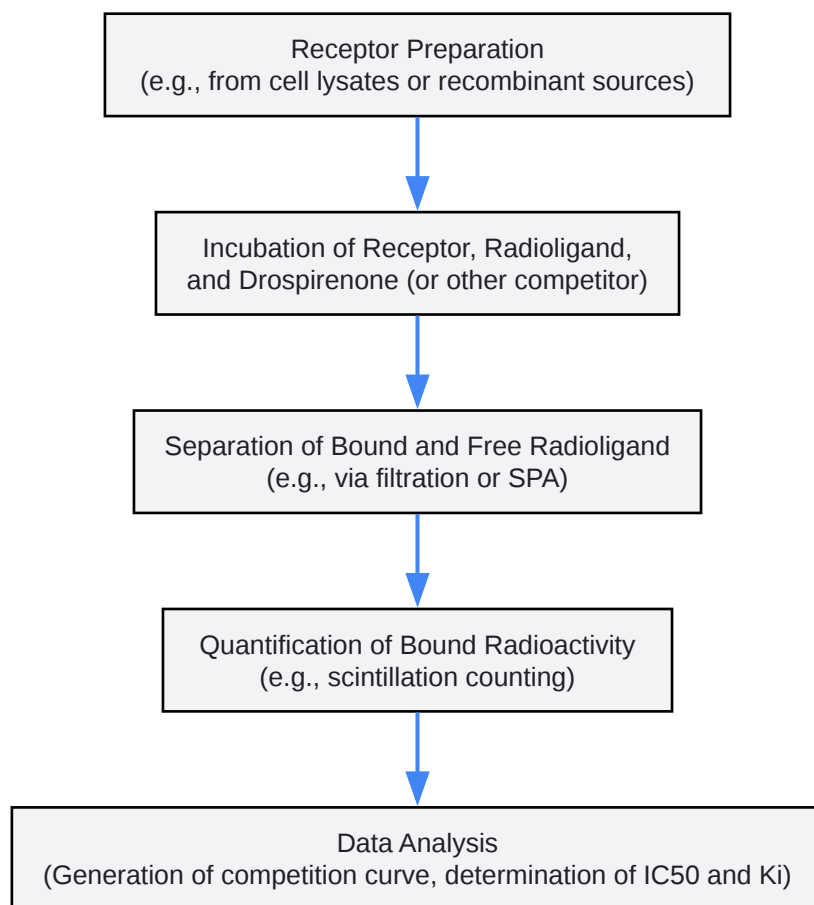 Receptor Preparation
(e.g., from cell lysates or recombinant sources)
Incubation of Receptor, Radioligand,
and Drospirenone (or other competitor)
Separation of Bound and Free Radioligand
(e.g., via filtration or SPA)
Quantification of Bound Radioactivity
(e.g., scintillation counting)
Data Analysis
(Generation of competition curve, determination of IC50 and Ki)